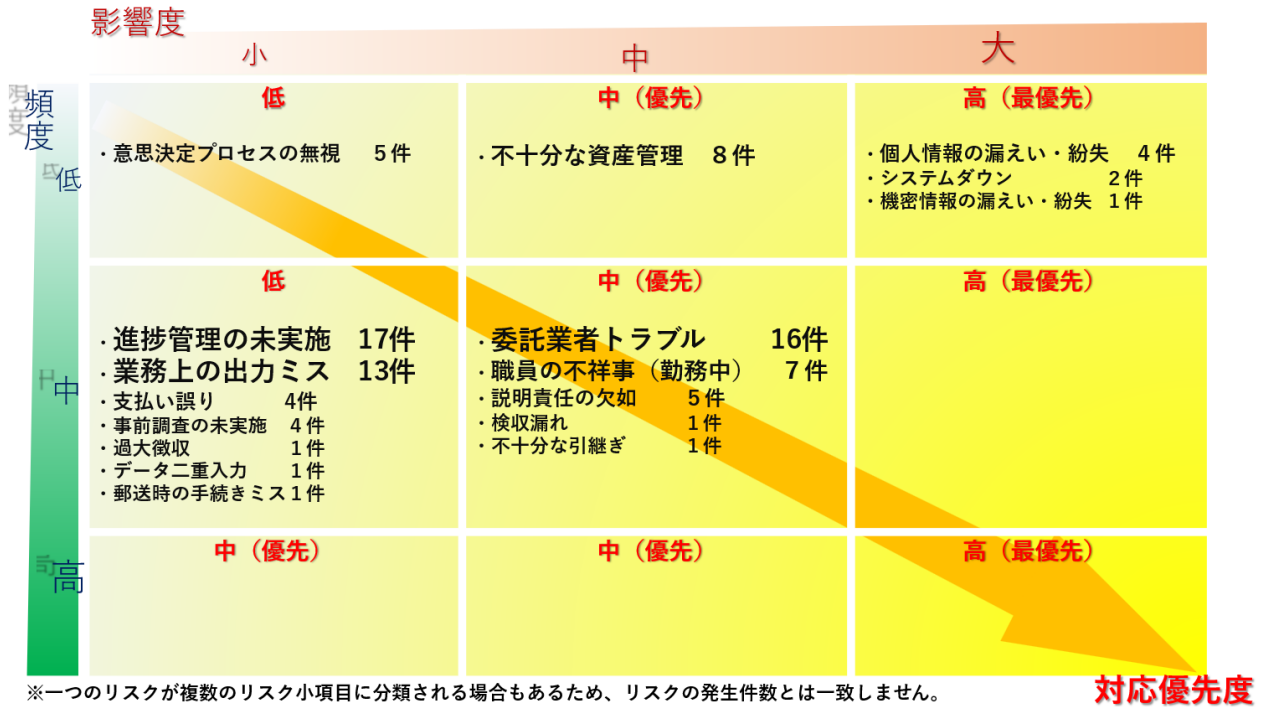 影響度
小 中 大
頻度
低
低
・意思決定プロセスの無視 5件
中（優先）
・不十分な資産管理 8件
高（最優先）
・個人情報の漏えい・紛失 4件
・システムダウン 2件
・機密情報の漏えい・紛失 1件
中
低
・進捗管理の未実施 17件
・業務上の出力ミス 13件
・支払い誤り 4件
・事前調査の未実施 4件
・過大徴収 1件
・データ二重入力 1件
・郵送時の手続きミス1件
中（優先）
・委託業者トラブル 16件
・職員の不祥事（勤務中） 7件
・説明責任の欠如 5件
・検収漏れ 1件
・不十分な引継ぎ 1件
高（最優先）
高
中（優先）
中（優先）
高（最優先）
※一つのリスクが複数のリスク小項目に分類される場合もあるため、リスクの発生件数とは一致しません。
対応優先度